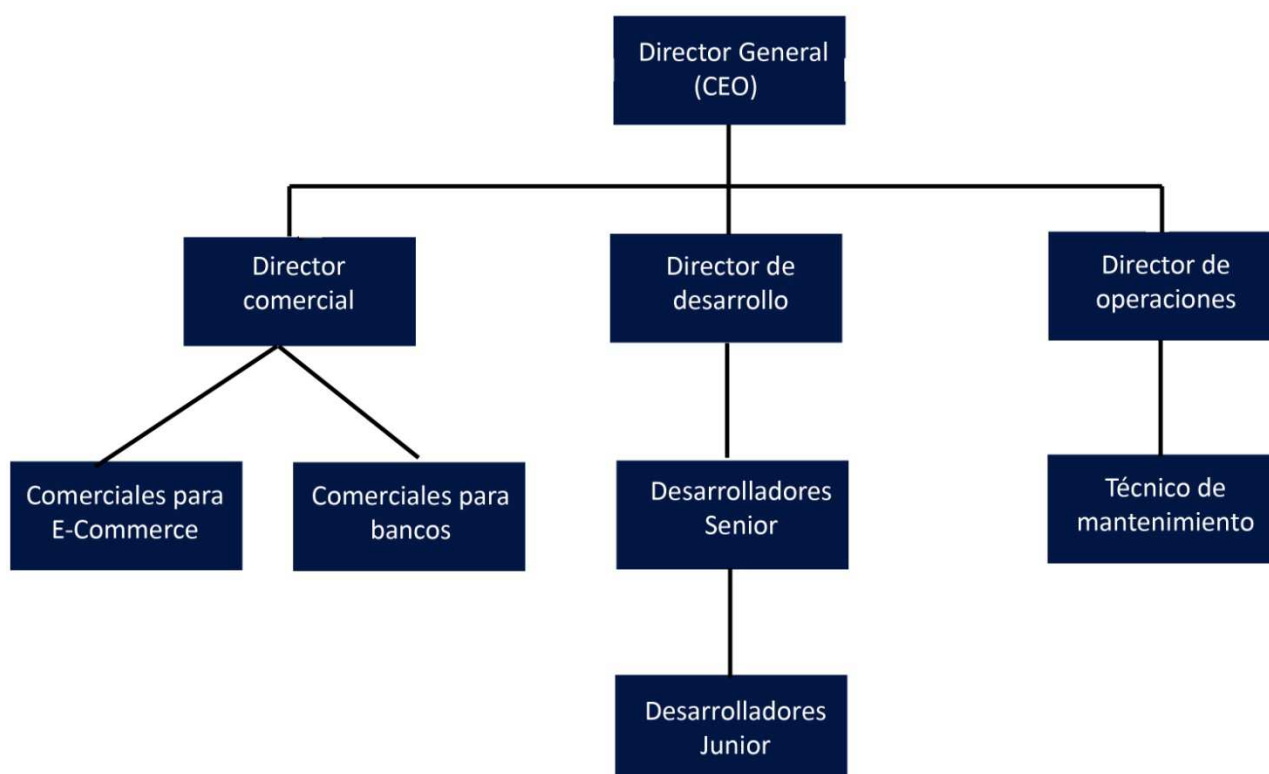 Director General
(CEO)
Director
comercial
Director de
desarrollo
Director de
operaciones
Comerciales para
E-Commerce
Comerciales para
bancos
Desarrolladores
Senior
Técnico de
mantenimiento
Desarrolladores
Junior